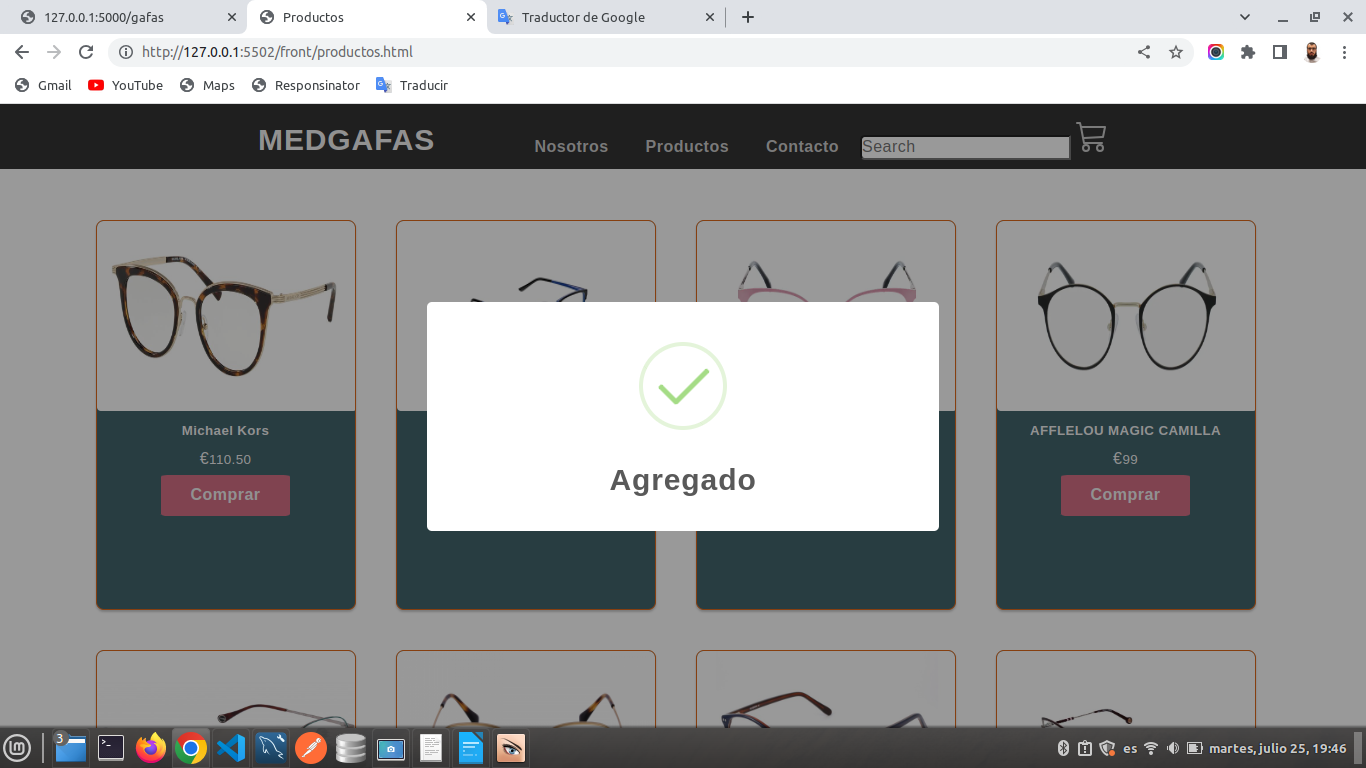 127.0.0.1:5000/gafas
Productos
Traductor de Google
http://127.0.0.1:5502/front/productos.html
Gmail
YouTube
Maps
Responsinator
Traducir
MEDGAFAS
Nosotros
Productos
Contacto
Search
Agregado
Michael Kors
€110.50
Comprar
AFFLELOU MAGIC CAMILLA
€99
Comprar
3
es
martes, julio 25, 19:46